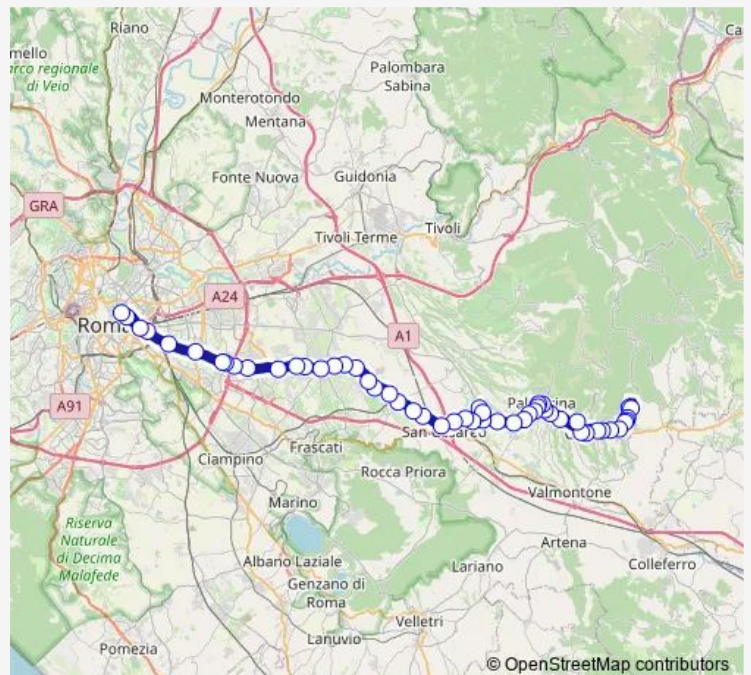 Riano
mello
arco regionale
di Veio
Palombara
Sabina
Monterotondo
Mentana
Fonte Nuova
Guidonia
GRA
Tivoli
Tivoli Terme
A24
Roma
A1
A91
San Cesareo
Frascati
Ciampino
Rocca Priora
Marino
Valmontone
Riserva
Naturale
di Decima
Malafede
Artena
Albano Laziale
Lariano
Colleferro
Genzano di
Roma
Velletri
Lanuvio
Pomezia
© OpenStreetMap contributors